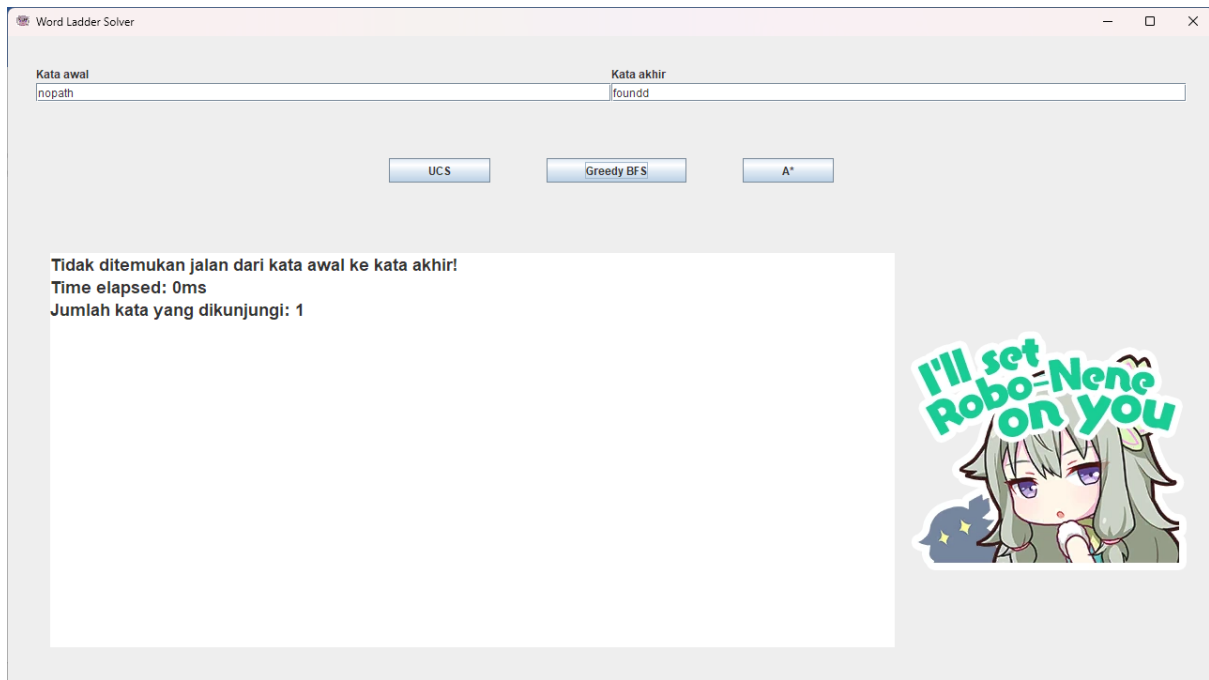 Word Ladder Solver
Kata awal
Kata akhir
nopath
foundd
UCS
Greedy BFS
A*
Tidak ditemukan jalan dari kata awal ke kata akhir!
Time elapsed: 0ms
Jumlah kata yang dikunjungi: 1
I'll set
Robo-Nene
on you